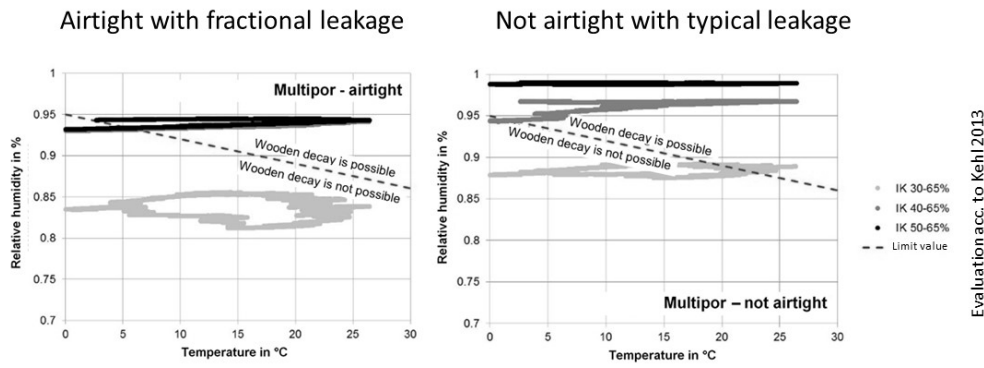 Airtight with fractional leakage
Not airtight with typical leakage
1
0.95
0.9
0.85
0.8
0.75
0.7
Relative humidity in %
Multipor - airtight
Wooden decay is possible
Wooden decay is not possible
0 5 10 15 20 25 30
Temperature in °C
1
0.95
0.9
0.85
0.8
0.75
0.7
Relative humidity in %
Wooden decay is possible
Wooden decay is not possible
Multipor – not airtight
0 5 10 15 20 25 30
Temperature in °C
IK 30-65%
IK 40-65%
IK 50-65%
Limit value
Evaluation acc. to Kehl 2013